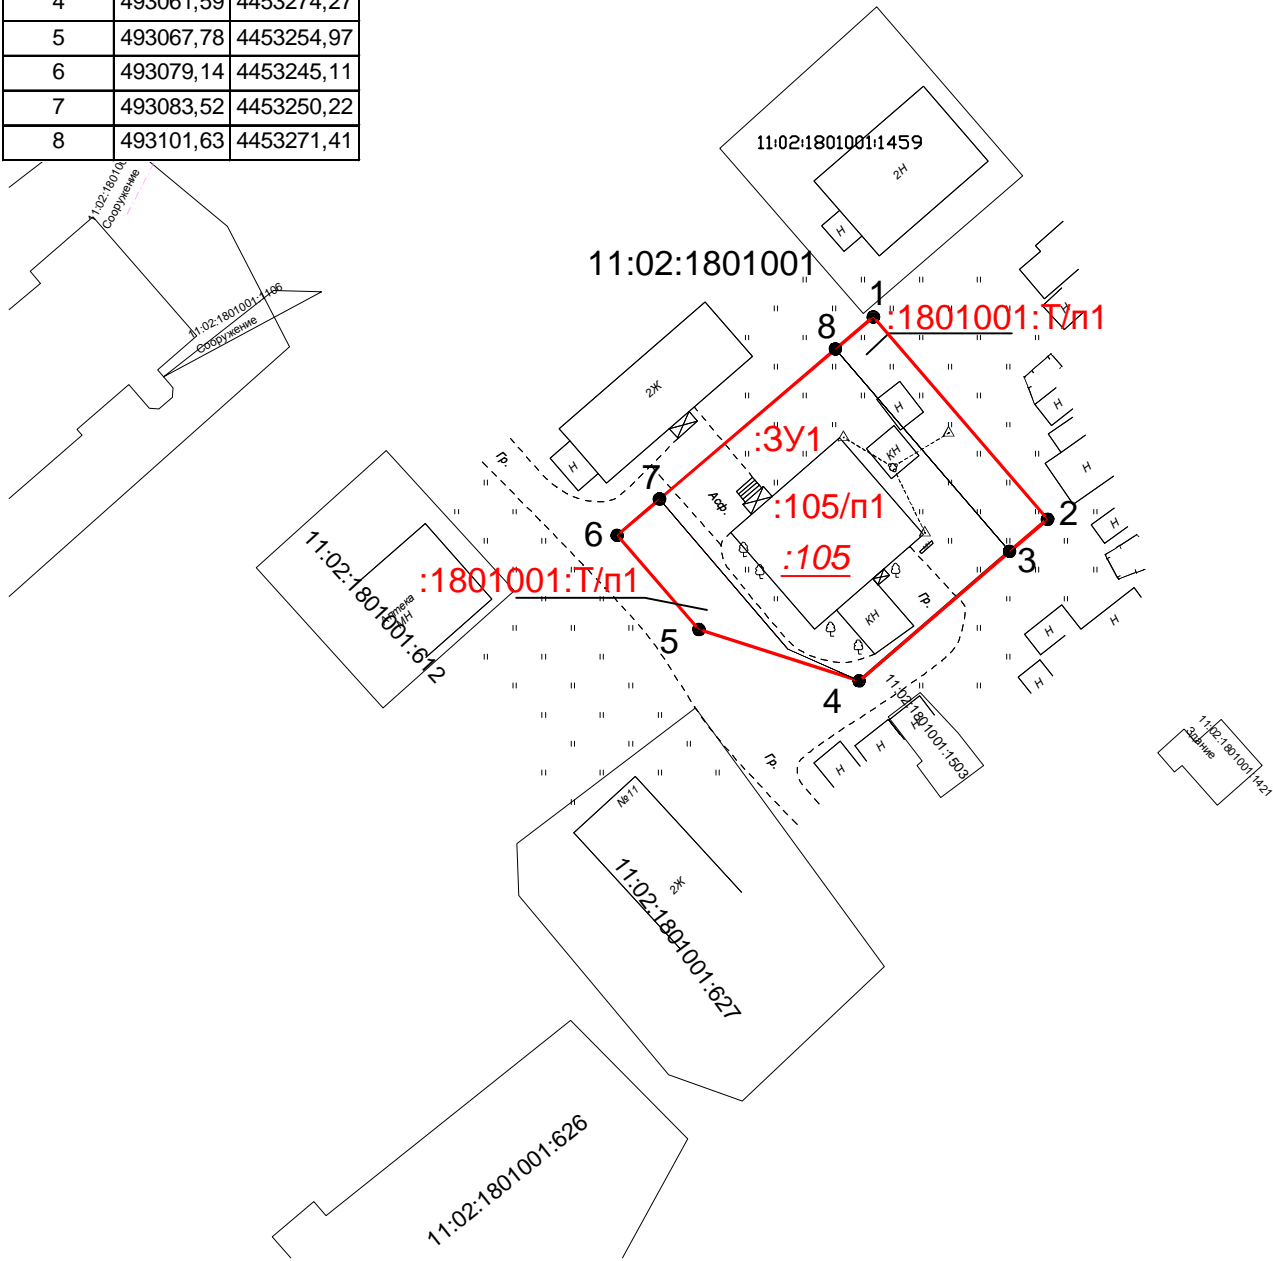 4 493061,59 4453274,27
5 493067,78 4453254,97
6 493079,14 4453245,11
7 493083,52 4453250,22
8 493101,63 4453271,41
11:02:1801001:1459
2Н
Н
Сооружение
11:02:1801001
11:02:1801001:1106
Сооружение
1
:1801001:Т/п1
8
2Ж
Н
Н
Н
:ЗУ1
КН
Гр.
Н
Н
7
Асф.
:105/п1
2
Н
6
3
:105
:1801001:Т/п1
11:02:1801001:612
Гр.
КН
Н
Н
5
Н
4
11:02:1801001:1503
Н
Н
Гр.
11:02:1801001:1421
Здание
№11
2Ж
11:02:1801001:627
11:02:1801001:626